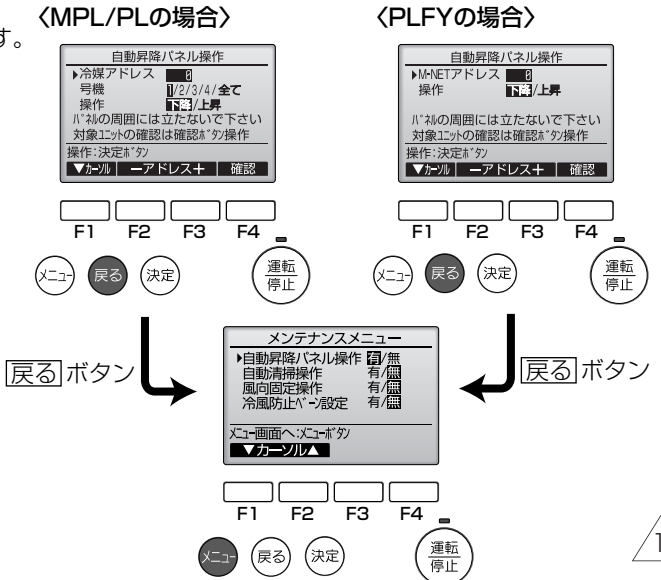 す。
〈MPL/PLの場合〉
自動昇降パネル操作
▶冷媒アドレス 0
号機 1/2/3/4/全て
操作 下降/上昇
パネルの周囲には立たないで下さい
対象ユニットの確認は確認ボタン操作
操作:決定ボタン
▼カーソル －アドレス＋ 確認
F1 F2 F3 F4
メニュー 戻る 決定 運転/停止
〈PLFYの場合〉
自動昇降パネル操作
▶M-NETアドレス 0
操作 下降/上昇
パネルの周囲には立たないで下さい
対象ユニットの確認は確認ボタン操作
操作:決定ボタン
▼カーソル －アドレス＋ 確認
F1 F2 F3 F4
メニュー 戻る 決定 運転/停止
戻るボタン
戻るボタン
メンテナンスメニュー
▶自動昇降パネル操作 有/無
自動清掃操作 有/無
風向固定操作 有/無
冷風防止ベーン設定 有/無
メニュー画面へ:メニューボタン
▼カーソル▲
F1 F2 F3 F4
メニュー 戻る 決定 運転/停止
1